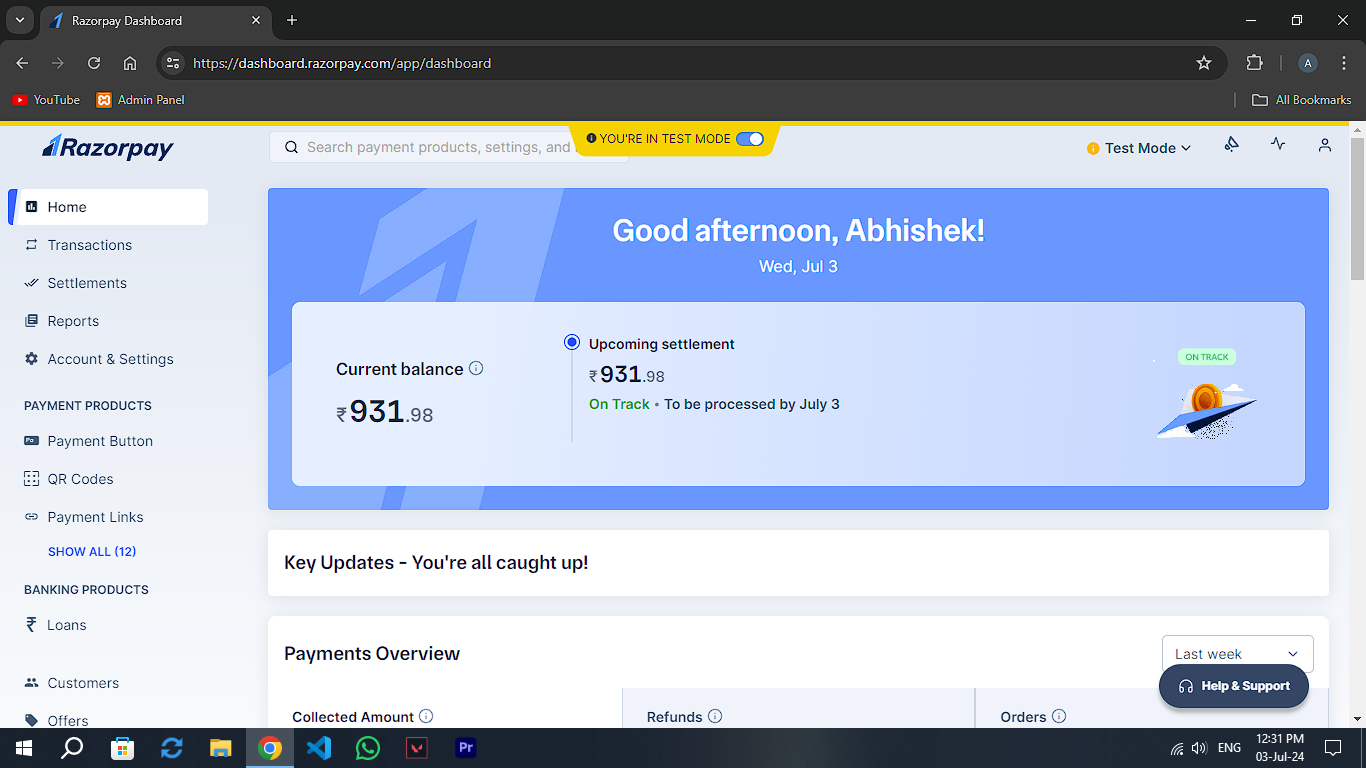 Razorpay Dashboard
https://dashboard.razorpay.com/app/dashboard
A
YouTube
Admin Panel
All Bookmarks
Razorpay
Search payment products, settings, and
YOU'RE IN TEST MODE
Test Mode
Home
Transactions
Settlements
Reports
Account & Settings
PAYMENT PRODUCTS
Payment Button
QR Codes
Payment Links
SHOW ALL (12)
BANKING PRODUCTS
₹ Loans
Customers
Offers
Good afternoon, Abhishek!
Wed, Jul 3
Current balance
₹931.98
Upcoming settlement
₹931.98
On Track • To be processed by July 3
ON TRACK
Key Updates - You're all caught up!
Payments Overview
Last week
Help & Support
Collected Amount
Refunds
Orders
Pr
ENG
12:31 PM
03-Jul-24